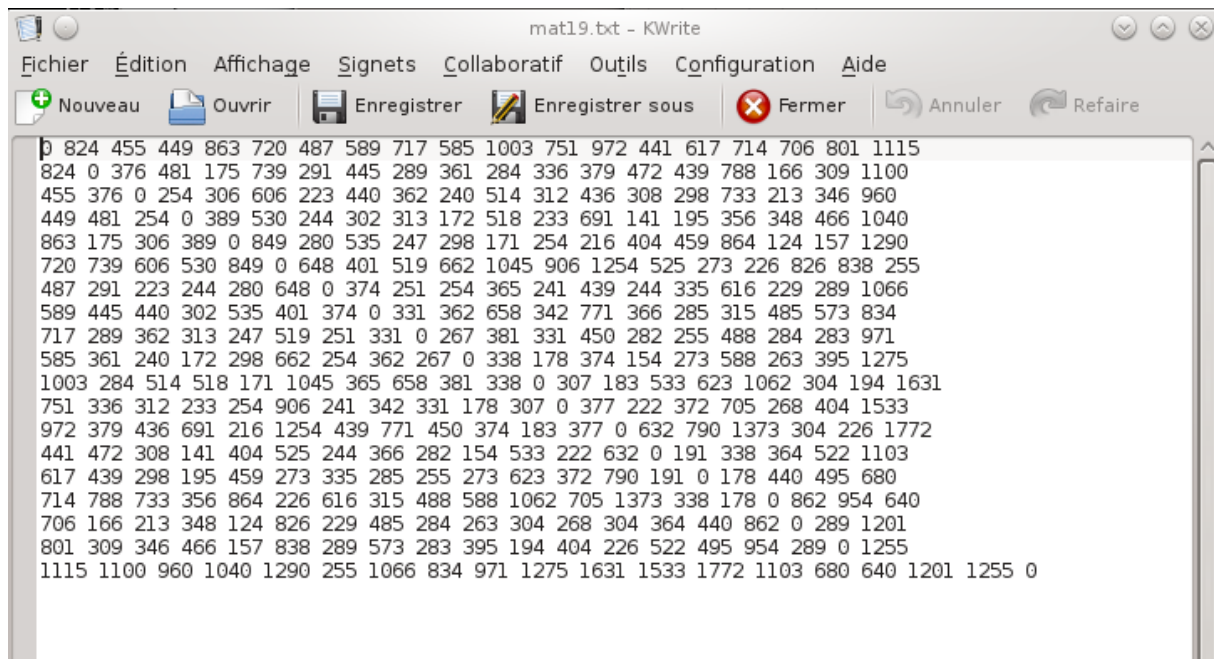 mat19.txt – KWrite
Fichier Édition Affichage Signets Collaboratif Outils Configuration Aide
Nouveau Ouvrir Enregistrer Enregistrer sous Fermer Annuler Refaire
0 824 455 449 863 720 487 589 717 585 1003 751 972 441 617 714 706 801 1115
824 0 376 481 175 739 291 445 289 361 284 336 379 472 439 788 166 309 1100
455 376 0 254 306 606 223 440 362 240 514 312 436 308 298 733 213 346 960
449 481 254 0 389 530 244 302 313 172 518 233 691 141 195 356 348 466 1040
863 175 306 389 0 849 280 535 247 298 171 254 216 404 459 864 124 157 1290
720 739 606 530 849 0 648 401 519 662 1045 906 1254 525 273 226 826 838 255
487 291 223 244 280 648 0 374 251 254 365 241 439 244 335 616 229 289 1066
589 445 440 302 535 401 374 0 331 362 658 342 771 366 285 315 485 573 834
717 289 362 313 247 519 251 331 0 267 381 331 450 282 255 488 284 283 971
585 361 240 172 298 662 254 362 267 0 338 178 374 154 273 588 263 395 1275
1003 284 514 518 171 1045 365 658 381 338 0 307 183 533 623 1062 304 194 1631
751 336 312 233 254 906 241 342 331 178 307 0 377 222 372 705 268 404 1533
972 379 436 691 216 1254 439 771 450 374 183 377 0 632 790 1373 304 226 1772
441 472 308 141 404 525 244 366 282 154 533 222 632 0 191 338 364 522 1103
617 439 298 195 459 273 335 285 255 273 623 372 790 191 0 178 440 495 680
714 788 733 356 864 226 616 315 488 588 1062 705 1373 338 178 0 862 954 640
706 166 213 348 124 826 229 485 284 263 304 268 304 364 440 862 0 289 1201
801 309 346 466 157 838 289 573 283 395 194 404 226 522 495 954 289 0 1255
1115 1100 960 1040 1290 255 1066 834 971 1275 1631 1533 1772 1103 680 640 1201 1255 0